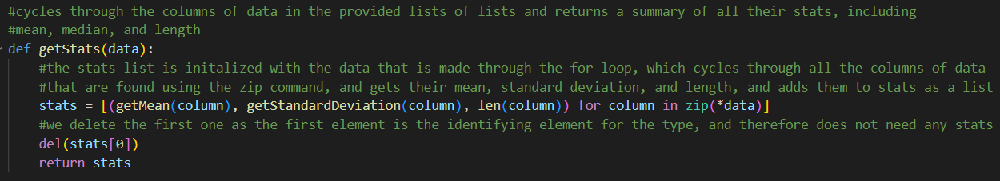 #cycles through the columns of data in the provided lists of lists and returns a summary of all their stats, including
#mean, median, and length
def getStats(data):
    #the stats list is initalized with the data that is made through the for loop, which cycles through all the columns of data
    #that are found using the zip command, and gets their mean, standard deviation, and length, and adds them to stats as a list
    stats = [(getMean(column), getStandardDeviation(column), len(column)) for column in zip(*data)]
    #we delete the first one as the first element is the identifying element for the type, and therefore does not need any stats
    del(stats[0])
    return stats